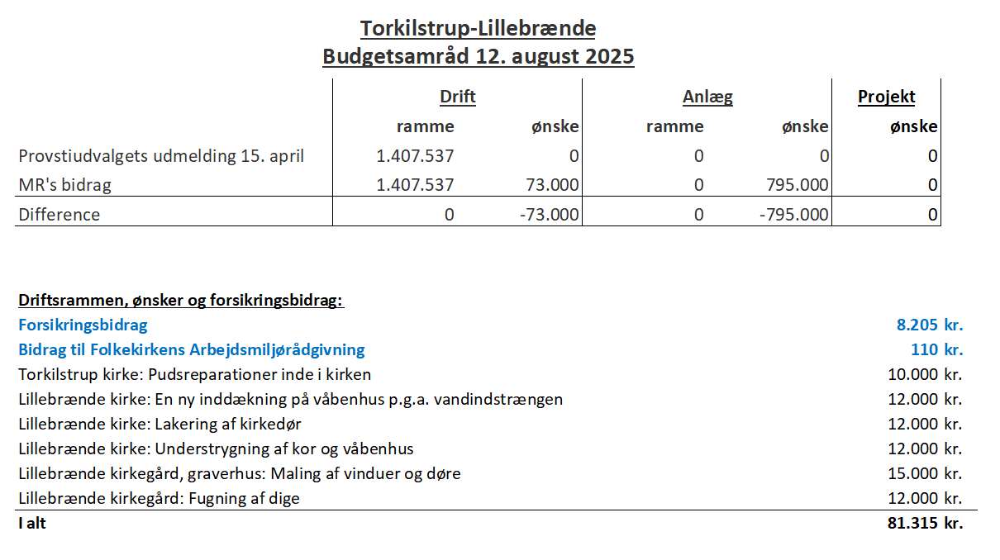 Torkilstrup-Lillebrænde
Budgetsamråd 12. august 2025
Drift Anlæg Projekt
ramme ønske ramme ønske ønske
Provstiudvalgets udmelding 15. april 1.407.537 0 0 0 0
MR's bidrag 1.407.537 73.000 0 795.000 0
Difference 0 -73.000 0 -795.000 0
Driftsrammen, ønsker og forsikringsbidrag:
Forsikringsbidrag 8.205 kr.
Bidrag til Folkekirkens Arbejdsmiljørådgivning 110 kr.
Torkilstrup kirke: Pudsreparationer inde i kirken 10.000 kr.
Lillebrænde kirke: En ny inddækning på våbenhus p.g.a. vandindstrængen 12.000 kr.
Lillebrænde kirke: Lakering af kirkedør 12.000 kr.
Lillebrænde kirke: Understrygning af kor og våbenhus 12.000 kr.
Lillebrænde kirkegård, graverhus: Maling af vinduer og døre 15.000 kr.
Lillebrænde kirkegård: Fugning af dige 12.000 kr.
I alt 81.315 kr.